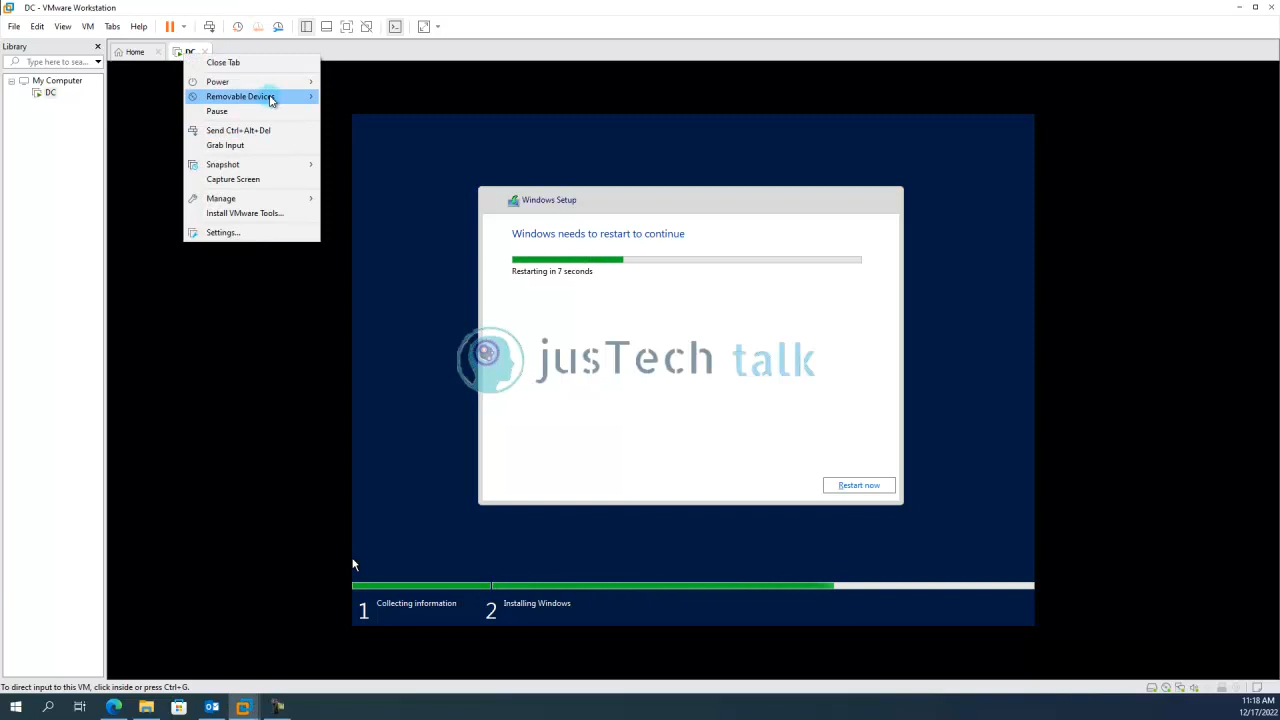 DC - VMware Workstation
File Edit View VM Tabs Help
Library
Home
DC
Type here to sea...
My Computer
DC
Close Tab
Power
Removable Devices
Pause
Send Ctrl+Alt+Del
Grab Input
Snapshot
Capture Screen
Manage
Install VMware Tools...
Settings...
Windows Setup
Windows needs to restart to continue
Restarting in 7 seconds
jusTech talk
Restart now
1 Collecting information
2 Installing Windows
To direct input to this VM, click inside or press Ctrl+G.
11:18 AM
12/17/2022